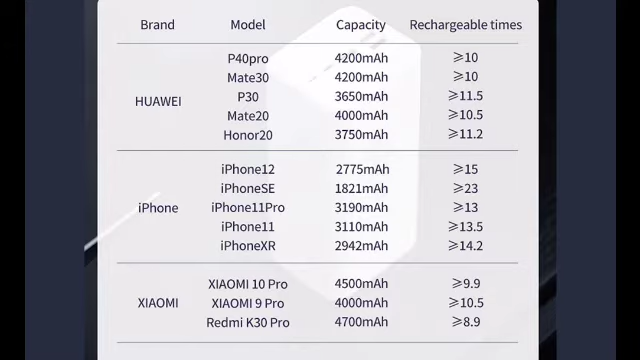 Brand Model Capacity Rechargeable times
HUAWEI
P40pro 4200mAh ≥10
Mate30 4200mAh ≥10
P30 3650mAh ≥11.5
Mate20 4000mAh ≥10.5
Honor20 3750mAh ≥11.2
iPhone
iPhone12 2775mAh ≥15
iPhoneSE 1821mAh ≥23
iPhone11Pro 3190mAh ≥13
iPhone11 3110mAh ≥13.5
iPhoneXR 2942mAh ≥14.2
XIAOMI
XIAOMI 10 Pro 4500mAh ≥9.9
XIAOMI 9 Pro 4000mAh ≥10.5
Redmi K30 Pro 4700mAh ≥8.9